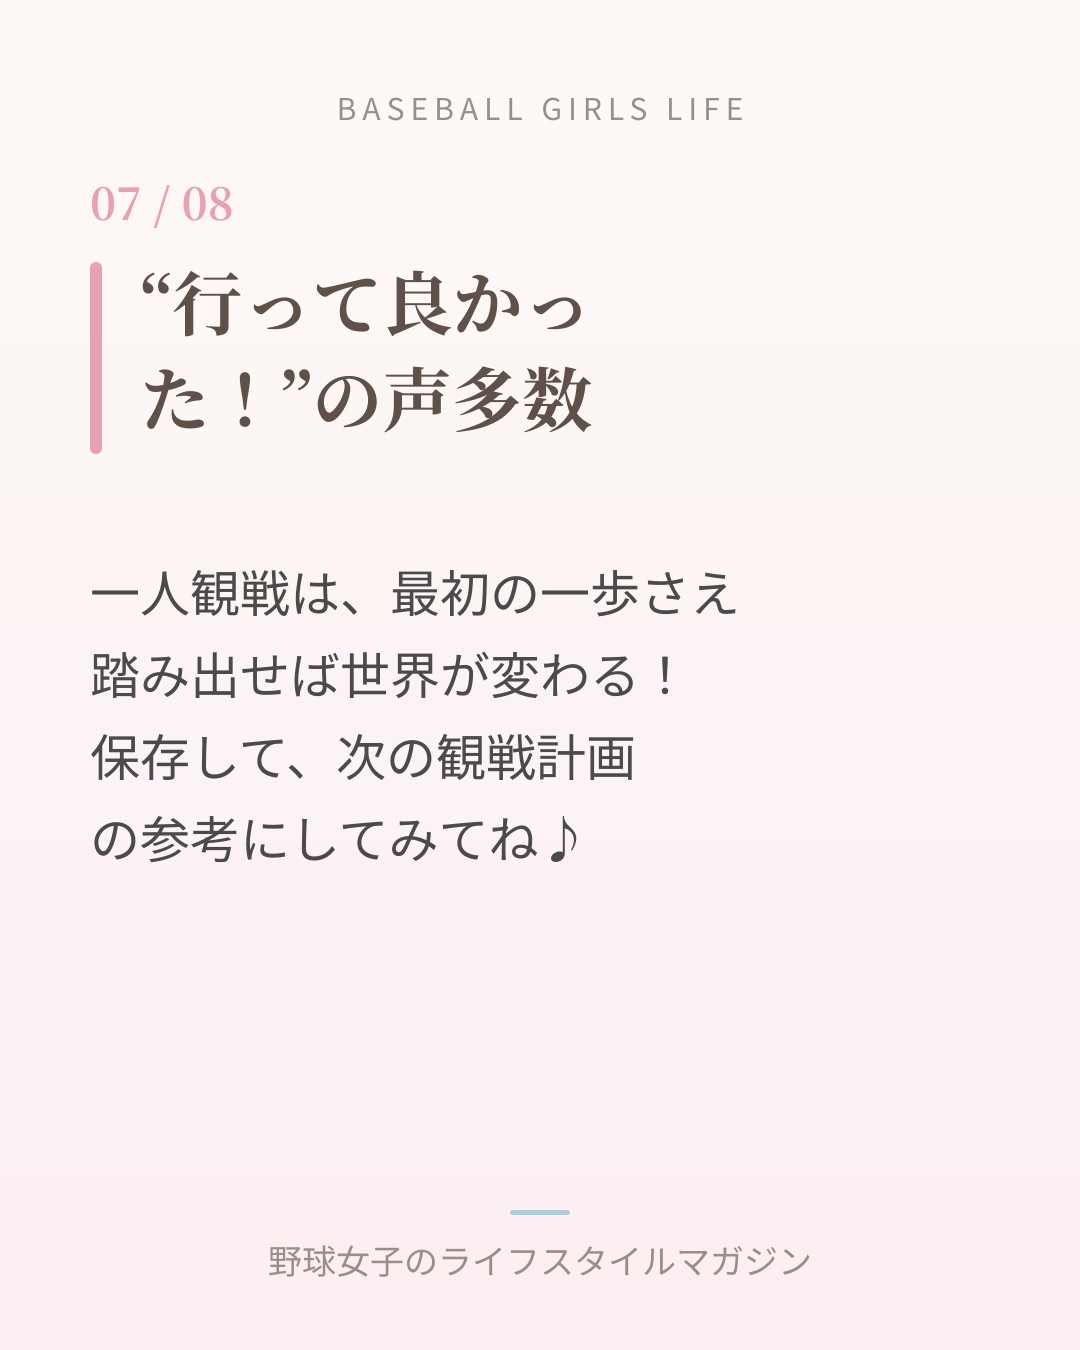 BASEBALL GIRLS LIFE
07 / 08
“行って良かっ
た！”の声多数
一人観戦は、最初の一歩さえ
踏み出せば世界が変わる！
保存して、次の観戦計画
の参考にしてみてね♪
野球女子のライフスタイルマガジン